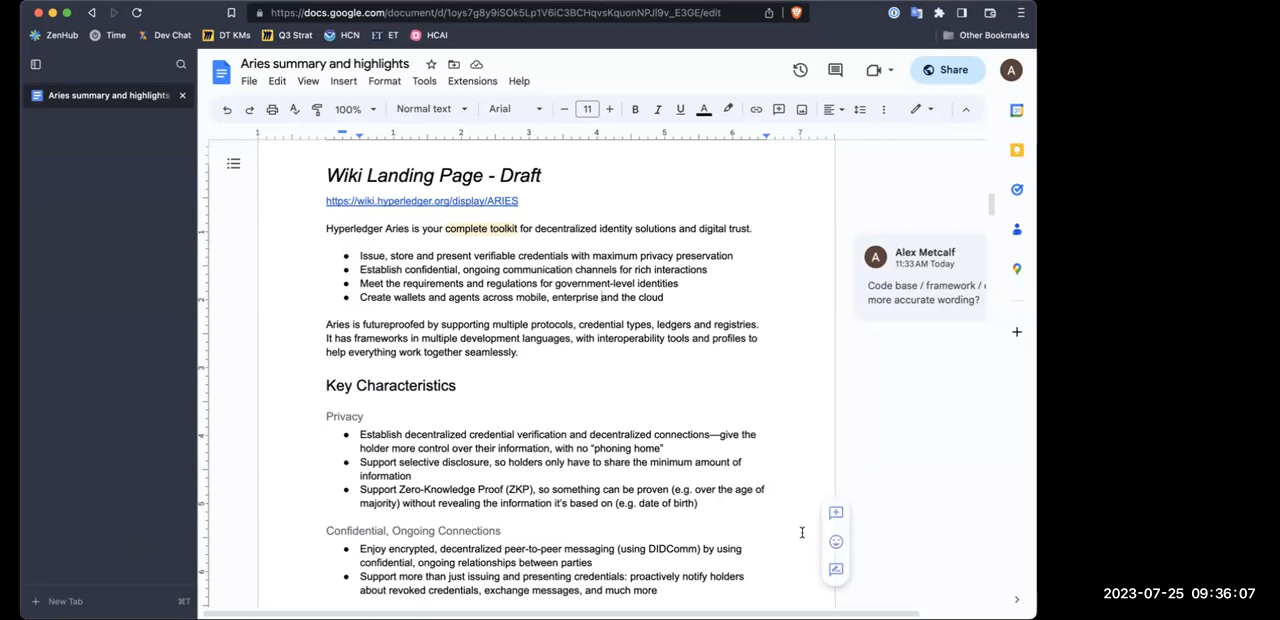 https://docs.google.com/document/d/1oys7g8y9iSOk5Lp1V6iC3BCHqvsKquonNPJl9v_E3GE/edit
ZenHub Time Dev Chat DT KMs Q3 Strat HCN ET ET HCAI Other Bookmarks
Aries summary and highlights
File Edit View Insert Format Tools Extensions Help
Share
A
Aries summary and highlights
100% Normal text Arial 11 B I U A
1 1 2 3 4 5 6 7
Wiki Landing Page - Draft
https://wiki.hyperledger.org/display/ARIES
Hyperledger Aries is your complete toolkit for decentralized identity solutions and digital trust.
● Issue, store and present verifiable credentials with maximum privacy preservation
● Establish confidential, ongoing communication channels for rich interactions
● Meet the requirements and regulations for government-level identities
● Create wallets and agents across mobile, enterprise and the cloud
Aries is futureproofed by supporting multiple protocols, credential types, ledgers and registries.
It has frameworks in multiple development languages, with interoperability tools and profiles to
help everything work together seamlessly.
Key Characteristics
Privacy
● Establish decentralized credential verification and decentralized connections—give the
holder more control over their information, with no “phoning home”
● Support selective disclosure, so holders only have to share the minimum amount of
information
● Support Zero-Knowledge Proof (ZKP), so something can be proven (e.g. over the age of
majority) without revealing the information it's based on (e.g. date of birth)
Confidential, Ongoing Connections
● Enjoy encrypted, decentralized peer-to-peer messaging (using DIDComm) by using
confidential, ongoing relationships between parties
● Support more than just issuing and presenting credentials: proactively notify holders
about revoked credentials, exchange messages, and much more
A
Alex Metcalf
11:33 AM Today
Code base / framework /
more accurate wording?
New Tab ⌘T
2023-07-25 09:36:07